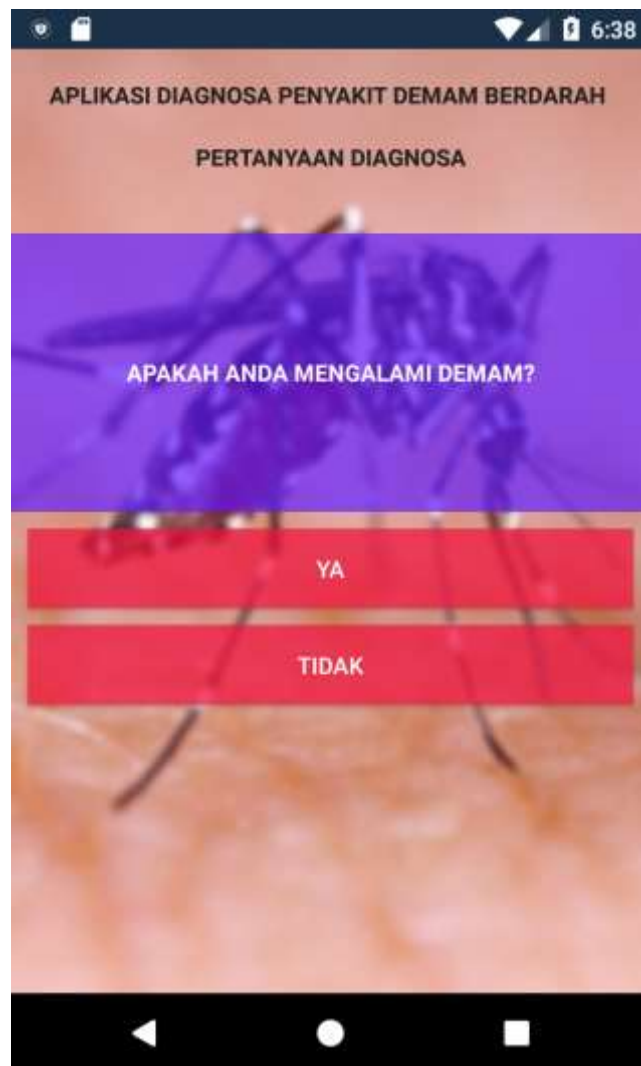 6:38
APLIKASI DIAGNOSA PENYAKIT DEMAM BERDARAH
PERTANYAAN DIAGNOSA
APAKAH ANDA MENGALAMI DEMAM?
YA
TIDAK